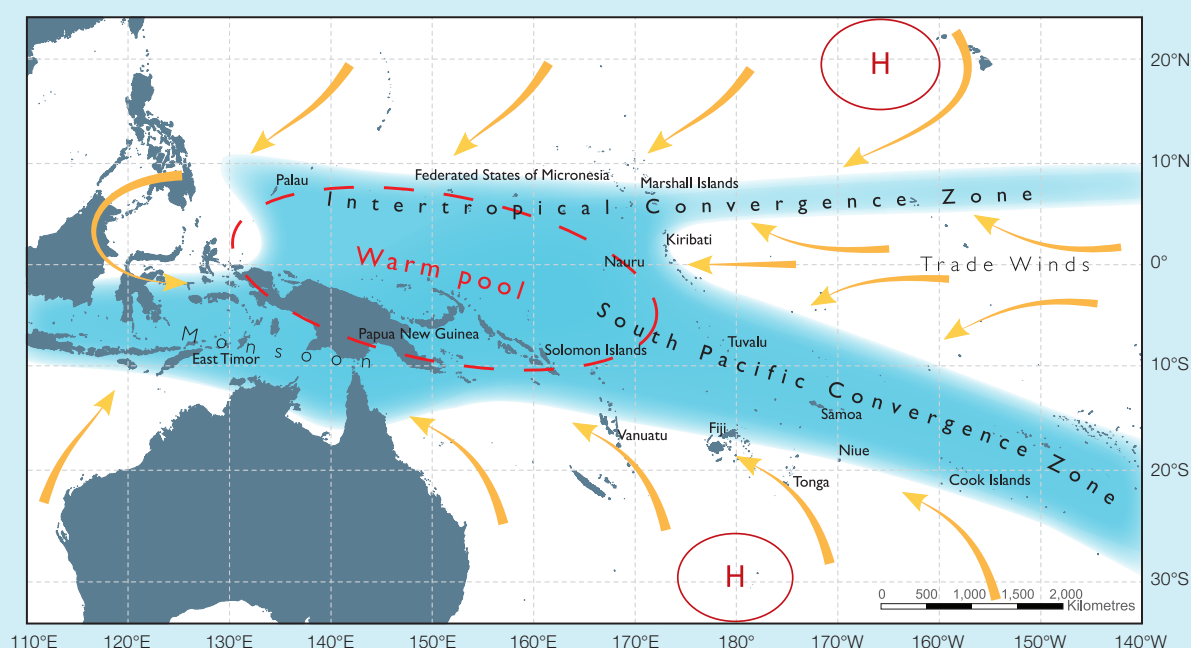 H
20°N
10°N
Palau
Federated States of Micronesia
Marshall Islands
Intertropical Convergence Zone
Kiribati
Warm pool
Nauru
Trade Winds
0°
South Pacific Convergence Zone
Monsoon
Papua New Guinea
East Timor
Solomon Islands
Tuvalu
10°S
Samoa
Vanuatu
Fiji
Niue
Tonga
Cook Islands
20°S
H
30°S
0 500 1,000 1,500 2,000
Kilometres
110°E 120°E 130°E 140°E 150°E 160°E 170°E 180° 170°W 160°W 150°W 140°W